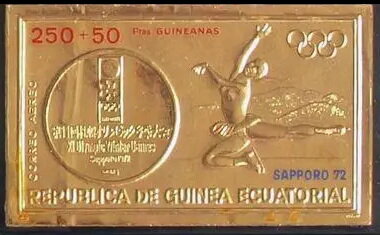 250 + 50 Ptas GUINEANAS
CORREO AEREO
XI Olympic Winter Games
Sapporo 1972
SAPPORO 72
REPUBLICA DE GUINEA ECUATORIAL